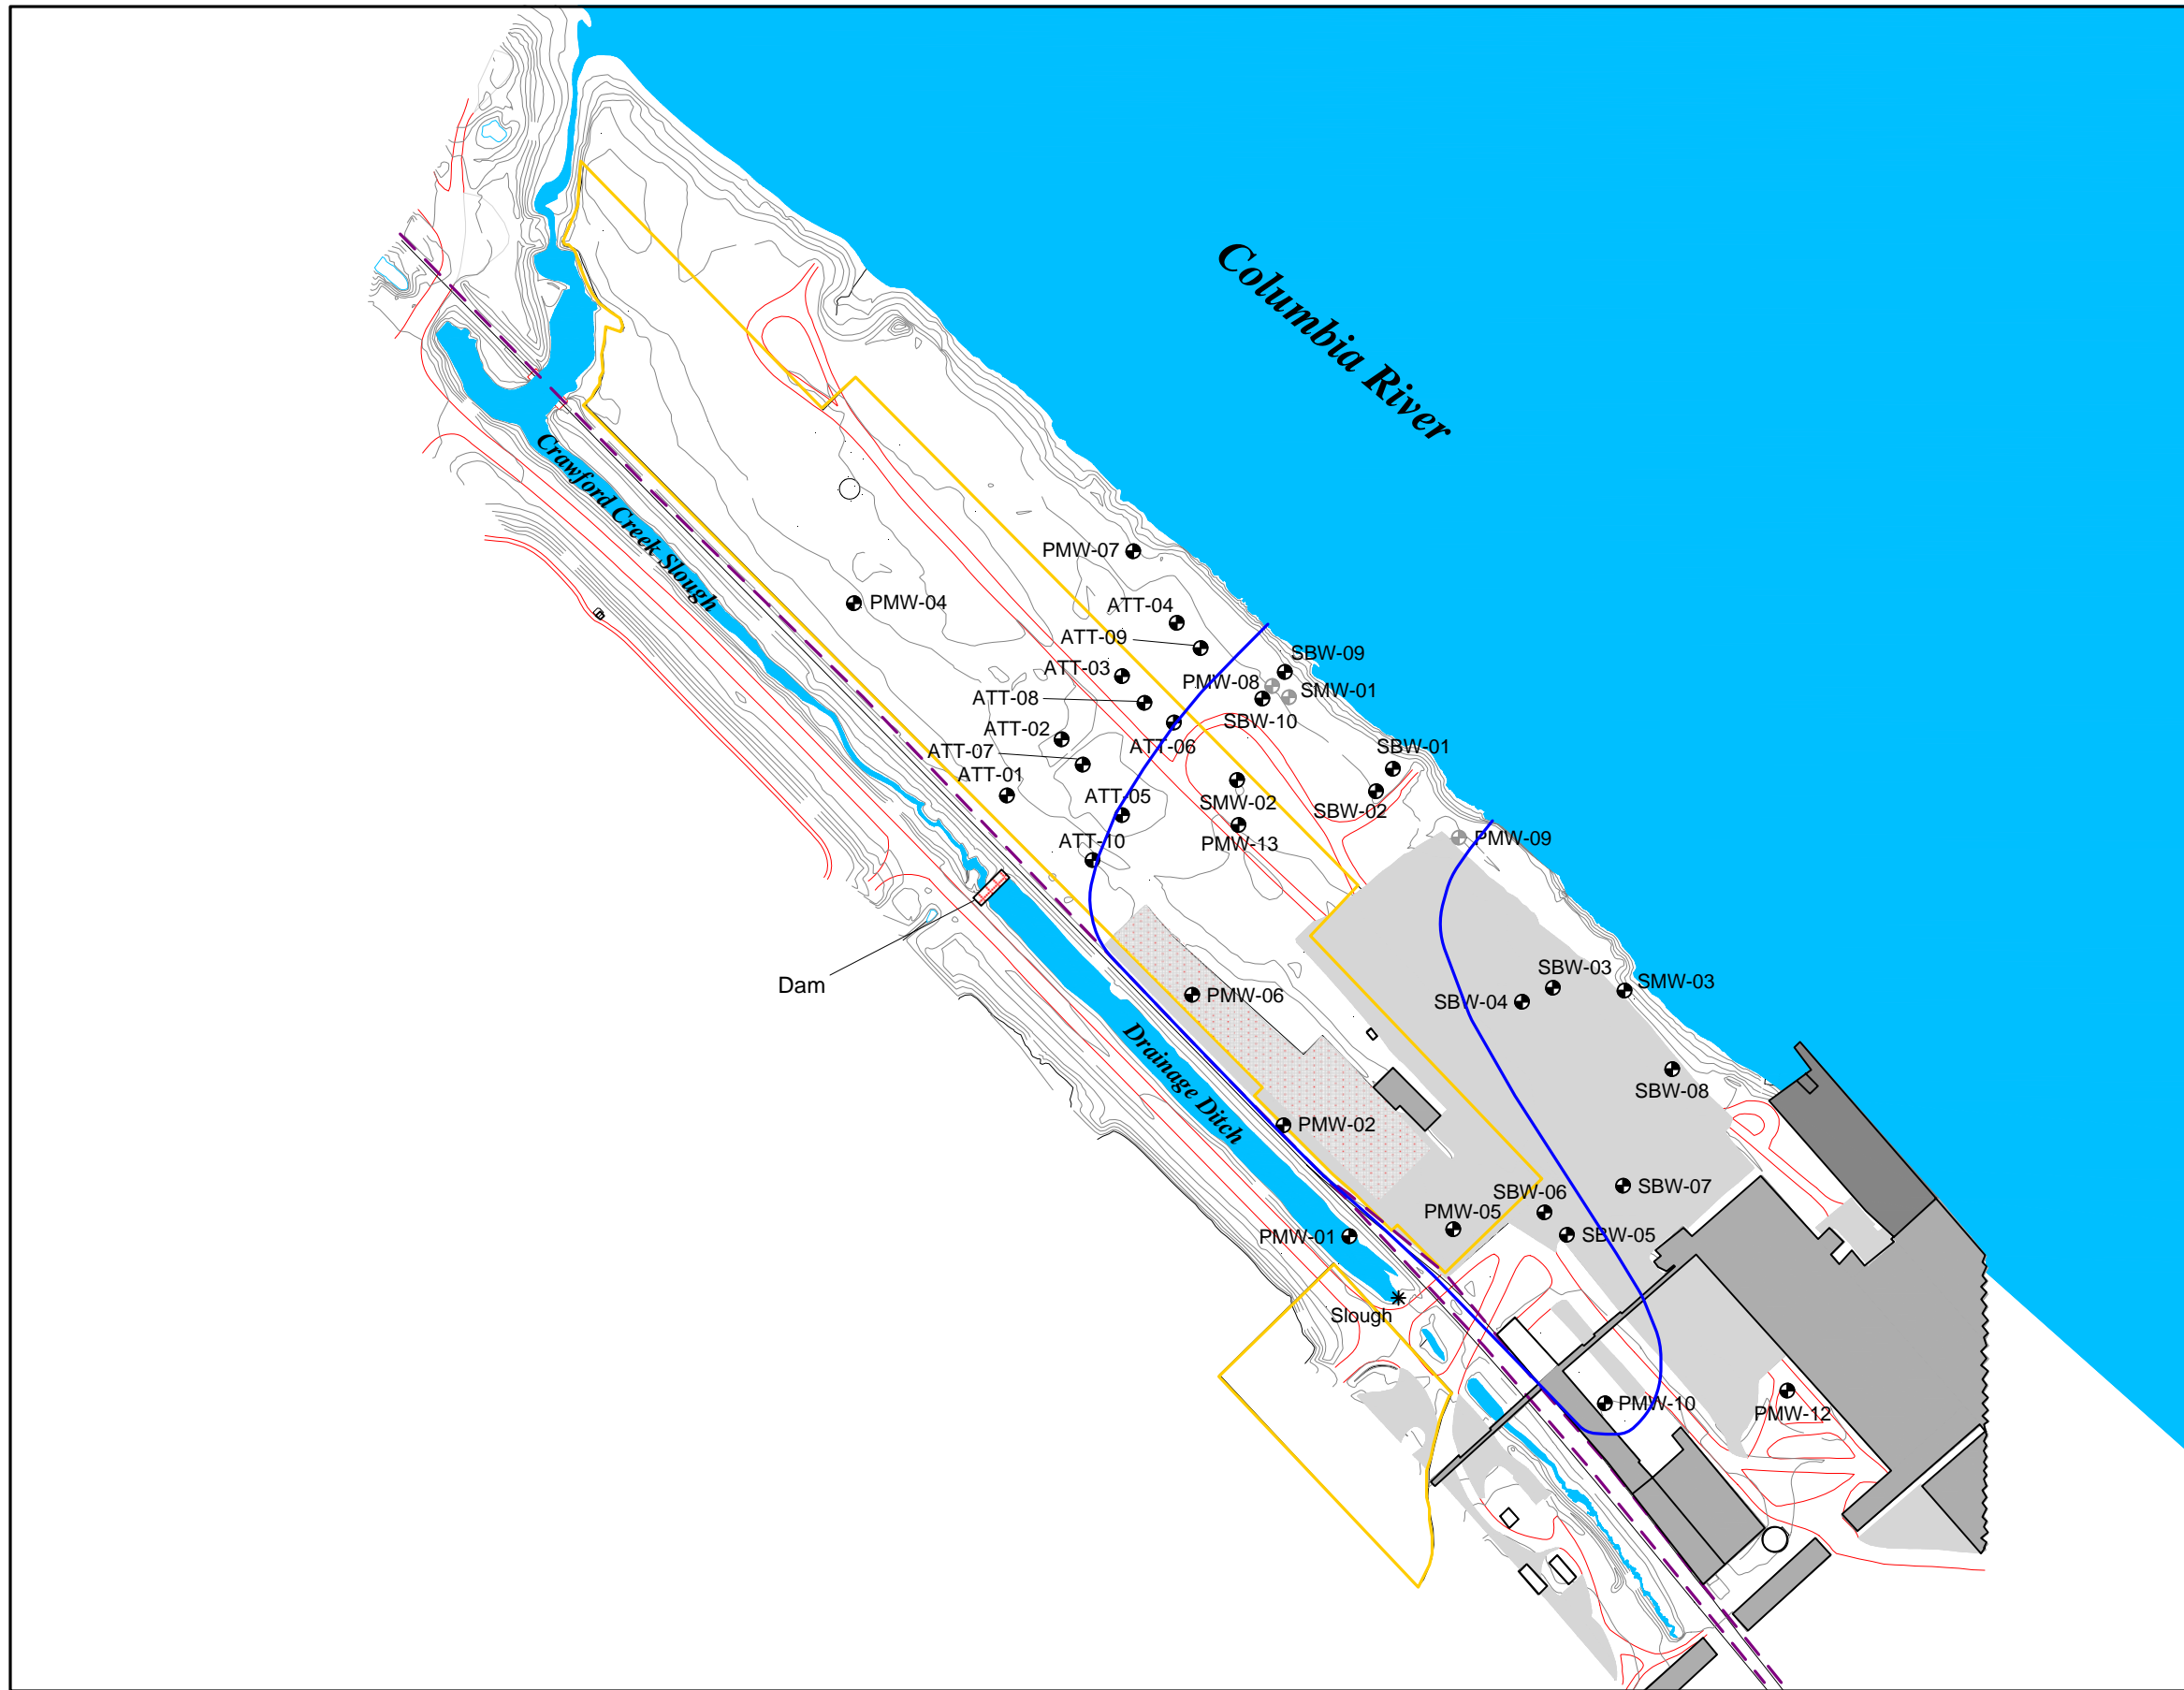 Columbia River
Crawford Creek Slough
PMW-07
PMW-04
ATT-04
ATT-09
SBW-09
ATT-03
PMW-08
SMW-01
ATT-08
SBW-10
ATT-02
ATT-06
ATT-07
SBW-01
ATT-01
ATT-05
SMW-02
SBW-02
ATT-10
PMW-13
PMW-09
Dam
SBW-03
SMW-03
PMW-06
SBW-04
Drainage Ditch
SBW-08
PMW-02
SBW-07
SBW-06
PMW-05
PMW-01
SBW-05
Slough
PMW-10
PMW-12